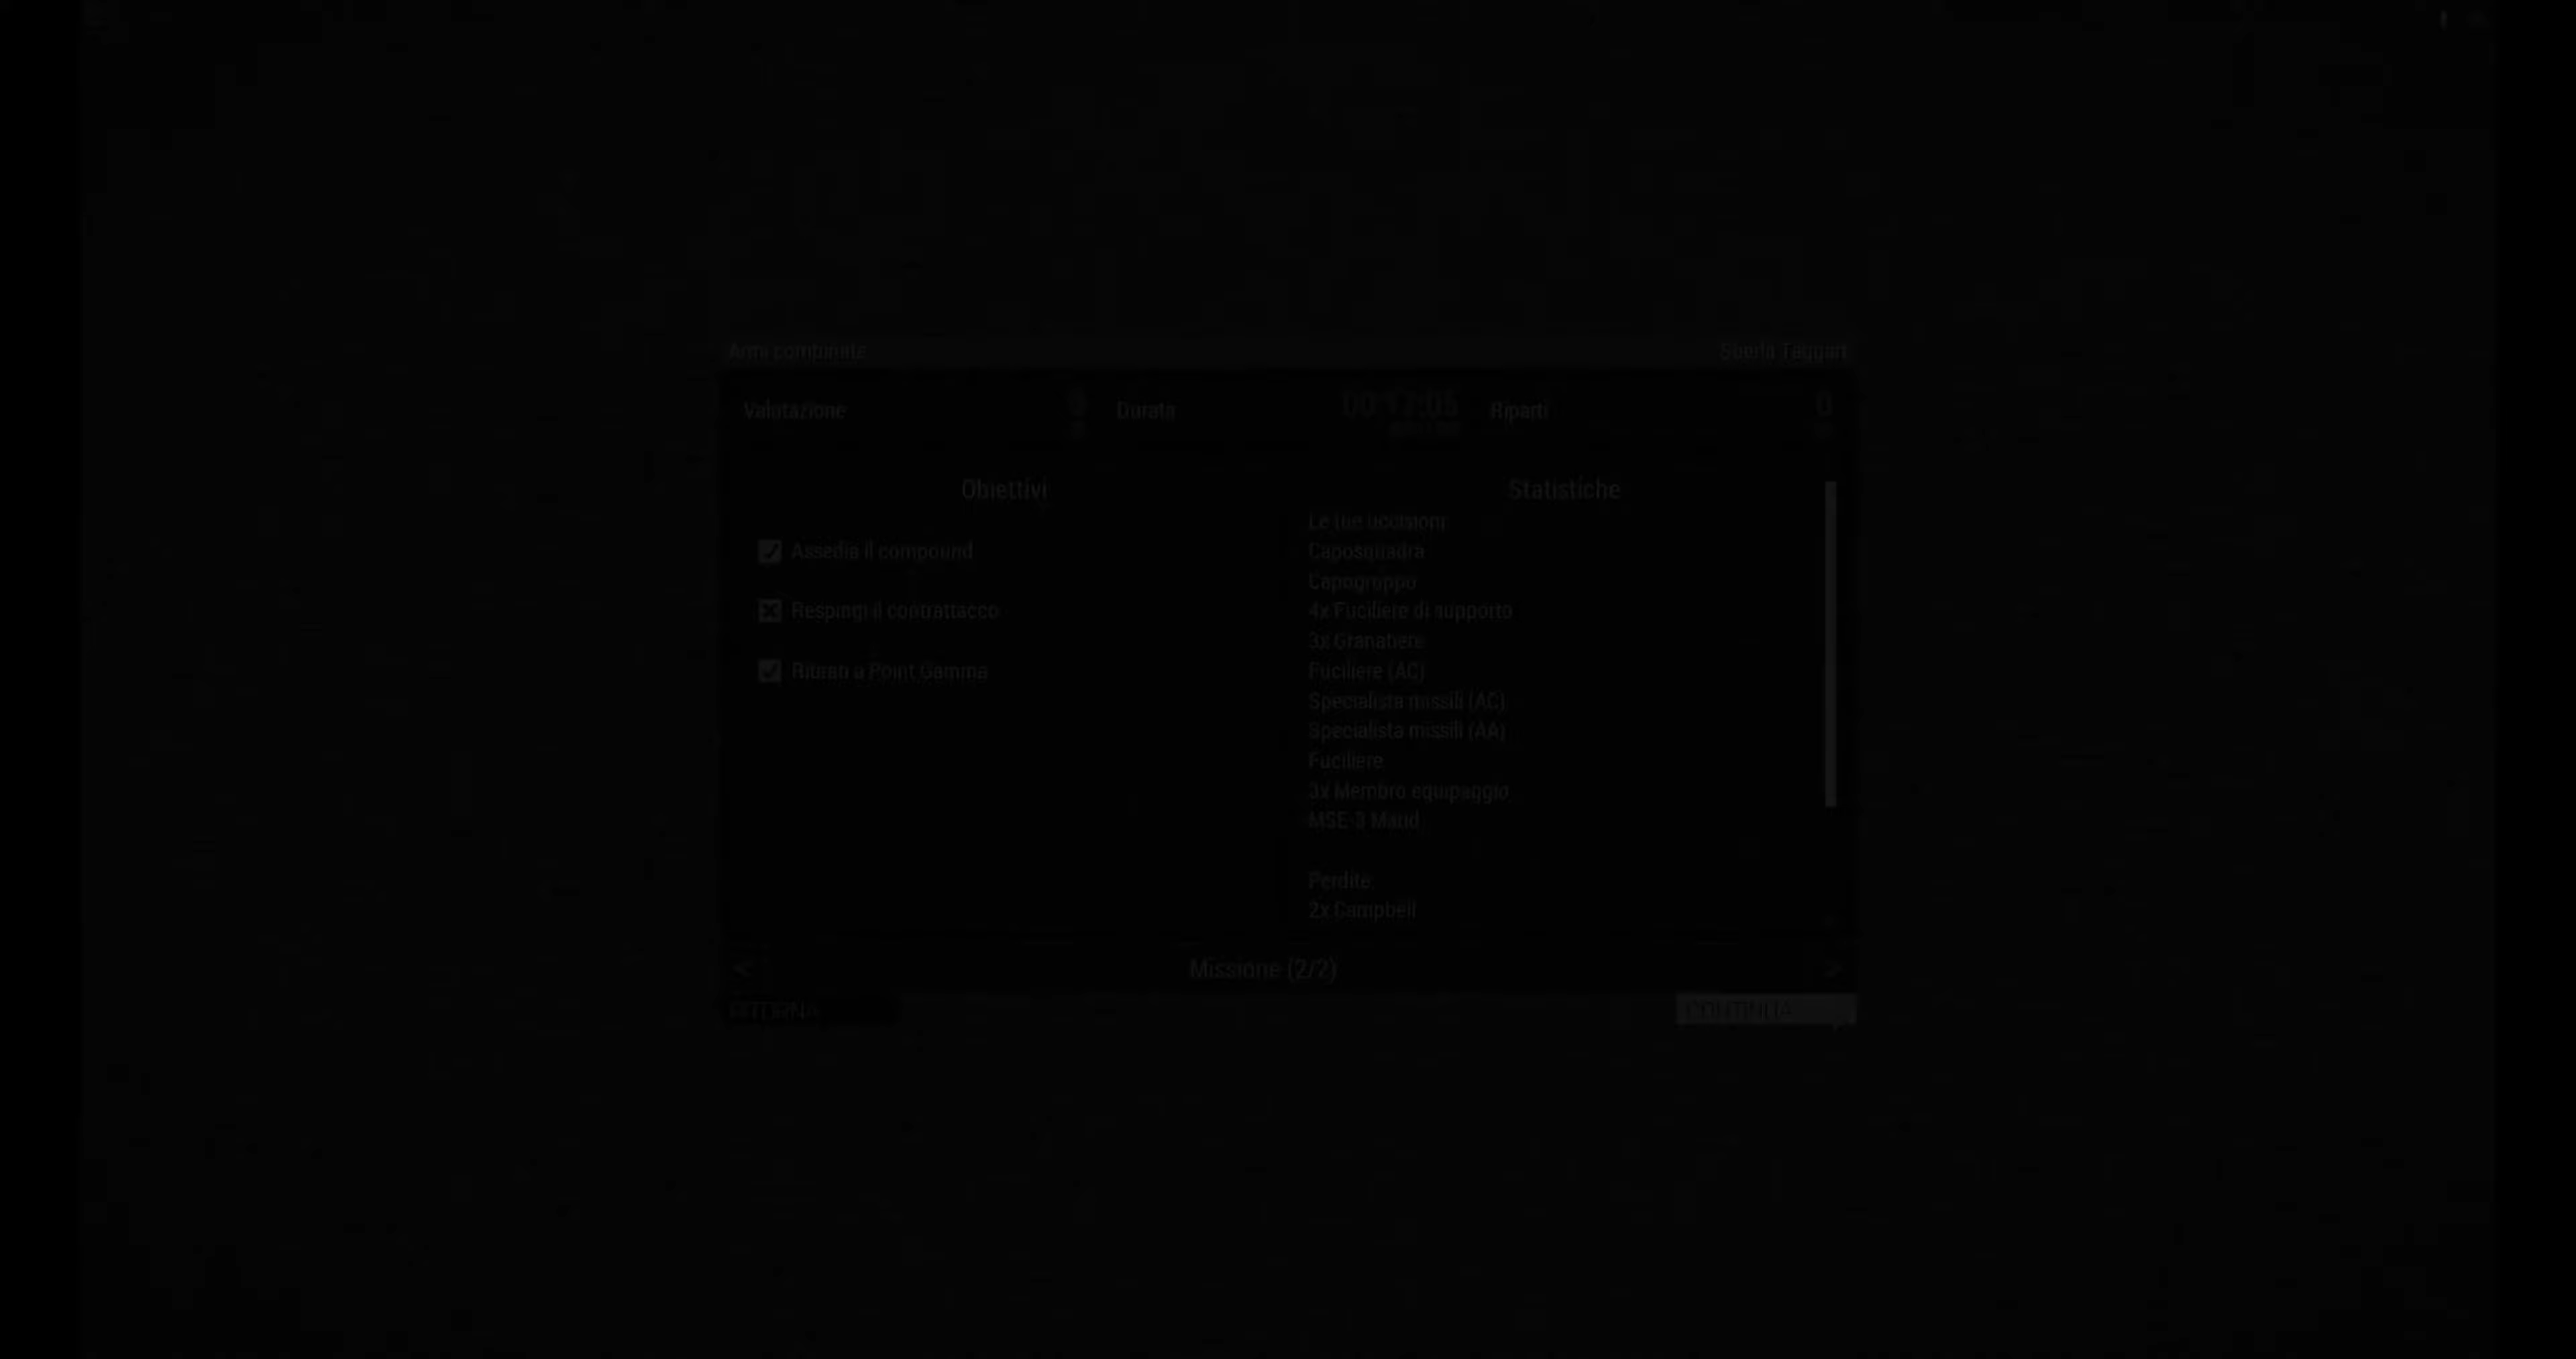 Armi combinate
Valutazione
0
Durata
00:12:05
Riparti
0
Obiettivi
Assedia il compound
Respingi il contrattacco
Ritirati a Point Gamma
Statistiche
Le tue uccisioni
Caposquadra
Capogruppo
4x Fuciliere di supporto
3x Granatiere
Fuciliere (AC)
Specialista missili (AC)
Specialista missili (AA)
Fuciliere
3x Membro equipaggio
MSE-3 Marid
Perdite
2x Campbell
Missione (2/2)
RITORNA
CONTINUA